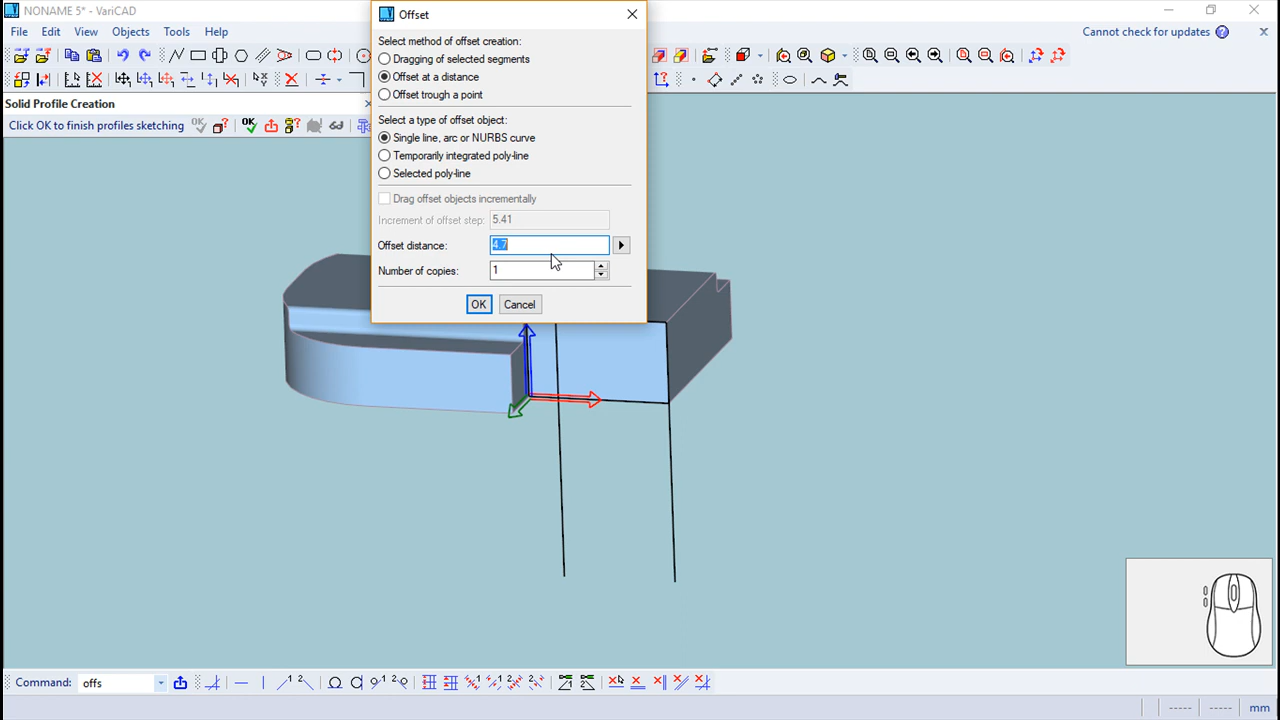 NONAME 5* - VariCAD
File Edit View Objects Tools Help
Cannot check for updates ?
Solid Profile Creation
Click OK to finish profiles sketching
OK
Offset
Select method of offset creation:
Dragging of selected segments
Offset at a distance
Offset trough a point
Select a type of offset object:
Single line, arc or NURBS curve
Temporarily integrated poly-line
Selected poly-line
Drag offset objects incrementally
Increment of offset step: 5.41
Offset distance: 4.7
Number of copies: 1
OK Cancel
Command: offs
----- ----- mm